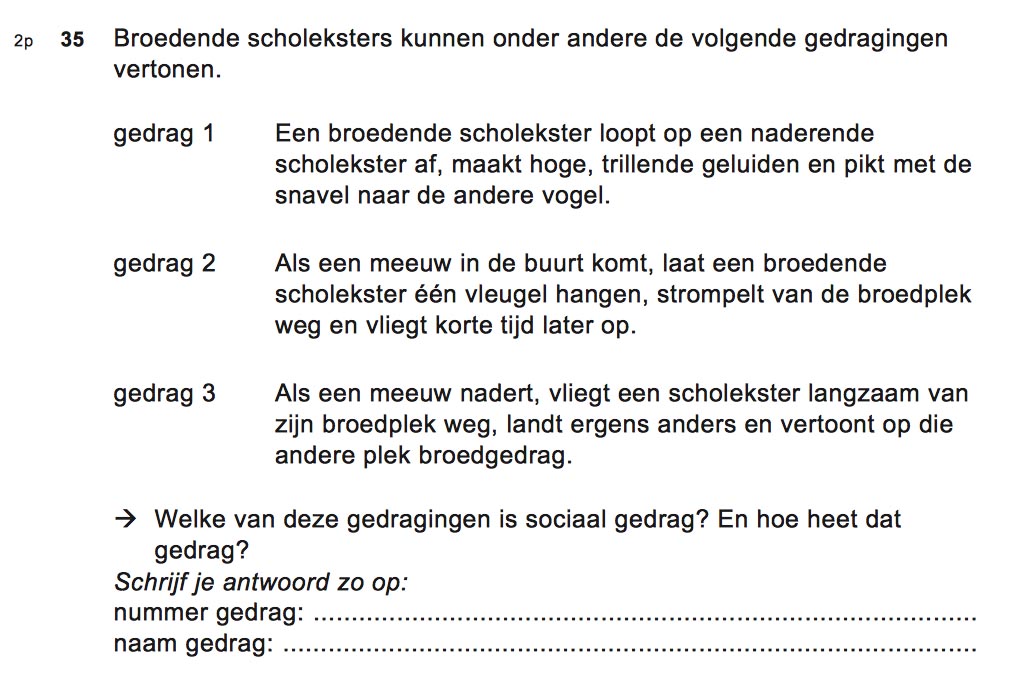 2p 35 Broedende scholeksters kunnen onder andere de volgende gedragingen
vertonen.
gedrag 1 Een broedende scholekster loopt op een naderende
scholekster af, maakt hoge, trillende geluiden en pikt met de
snavel naar de andere vogel.
gedrag 2 Als een meeuw in de buurt komt, laat een broedende
scholekster één vleugel hangen, strompelt van de broedplek
weg en vliegt korte tijd later op.
gedrag 3 Als een meeuw nadert, vliegt een scholekster langzaam van
zijn broedplek weg, landt ergens anders en vertoont op die
andere plek broedgedrag.
→ Welke van deze gedragingen is sociaal gedrag? En hoe heet dat
gedrag?
Schrijf je antwoord zo op:
nummer gedrag: ....................................................................................
naam gedrag: ........................................................................................